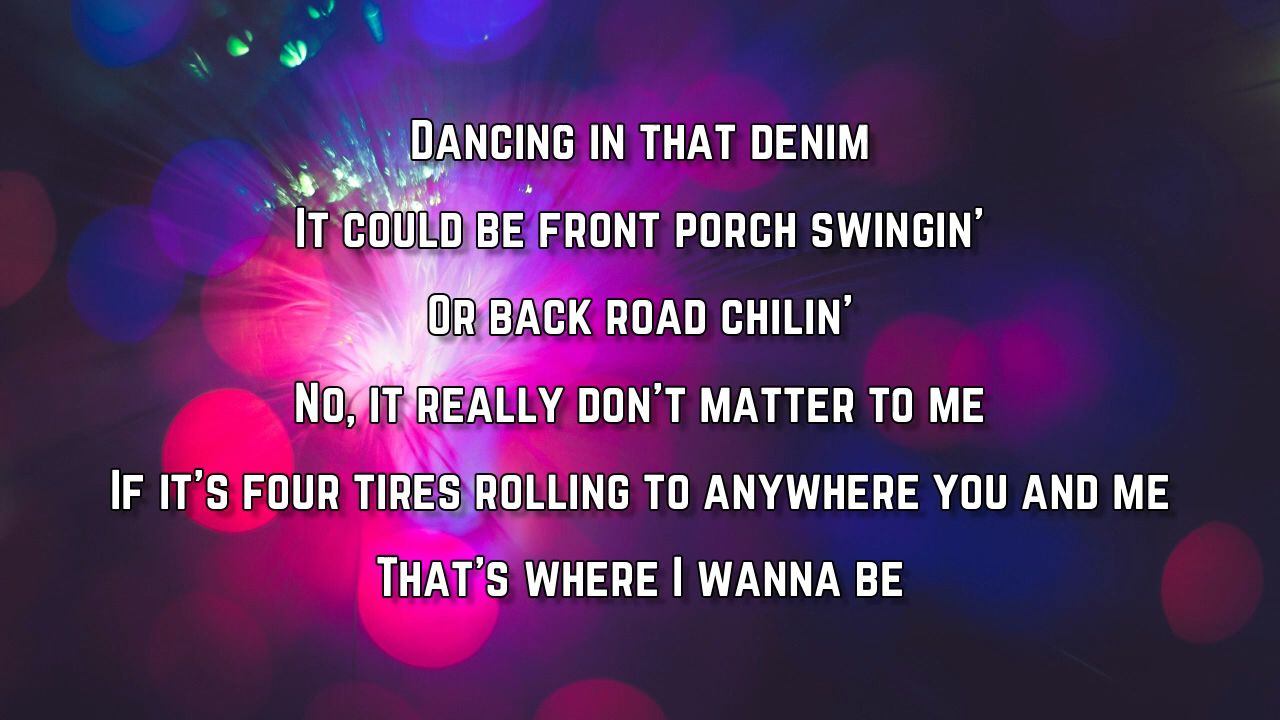 Dancing in that denim
It could be front porch swingin’
Or back road chilin’
No, it really don’t matter to me
If it’s four tires rolling to anywhere you and me
That’s where I wanna be